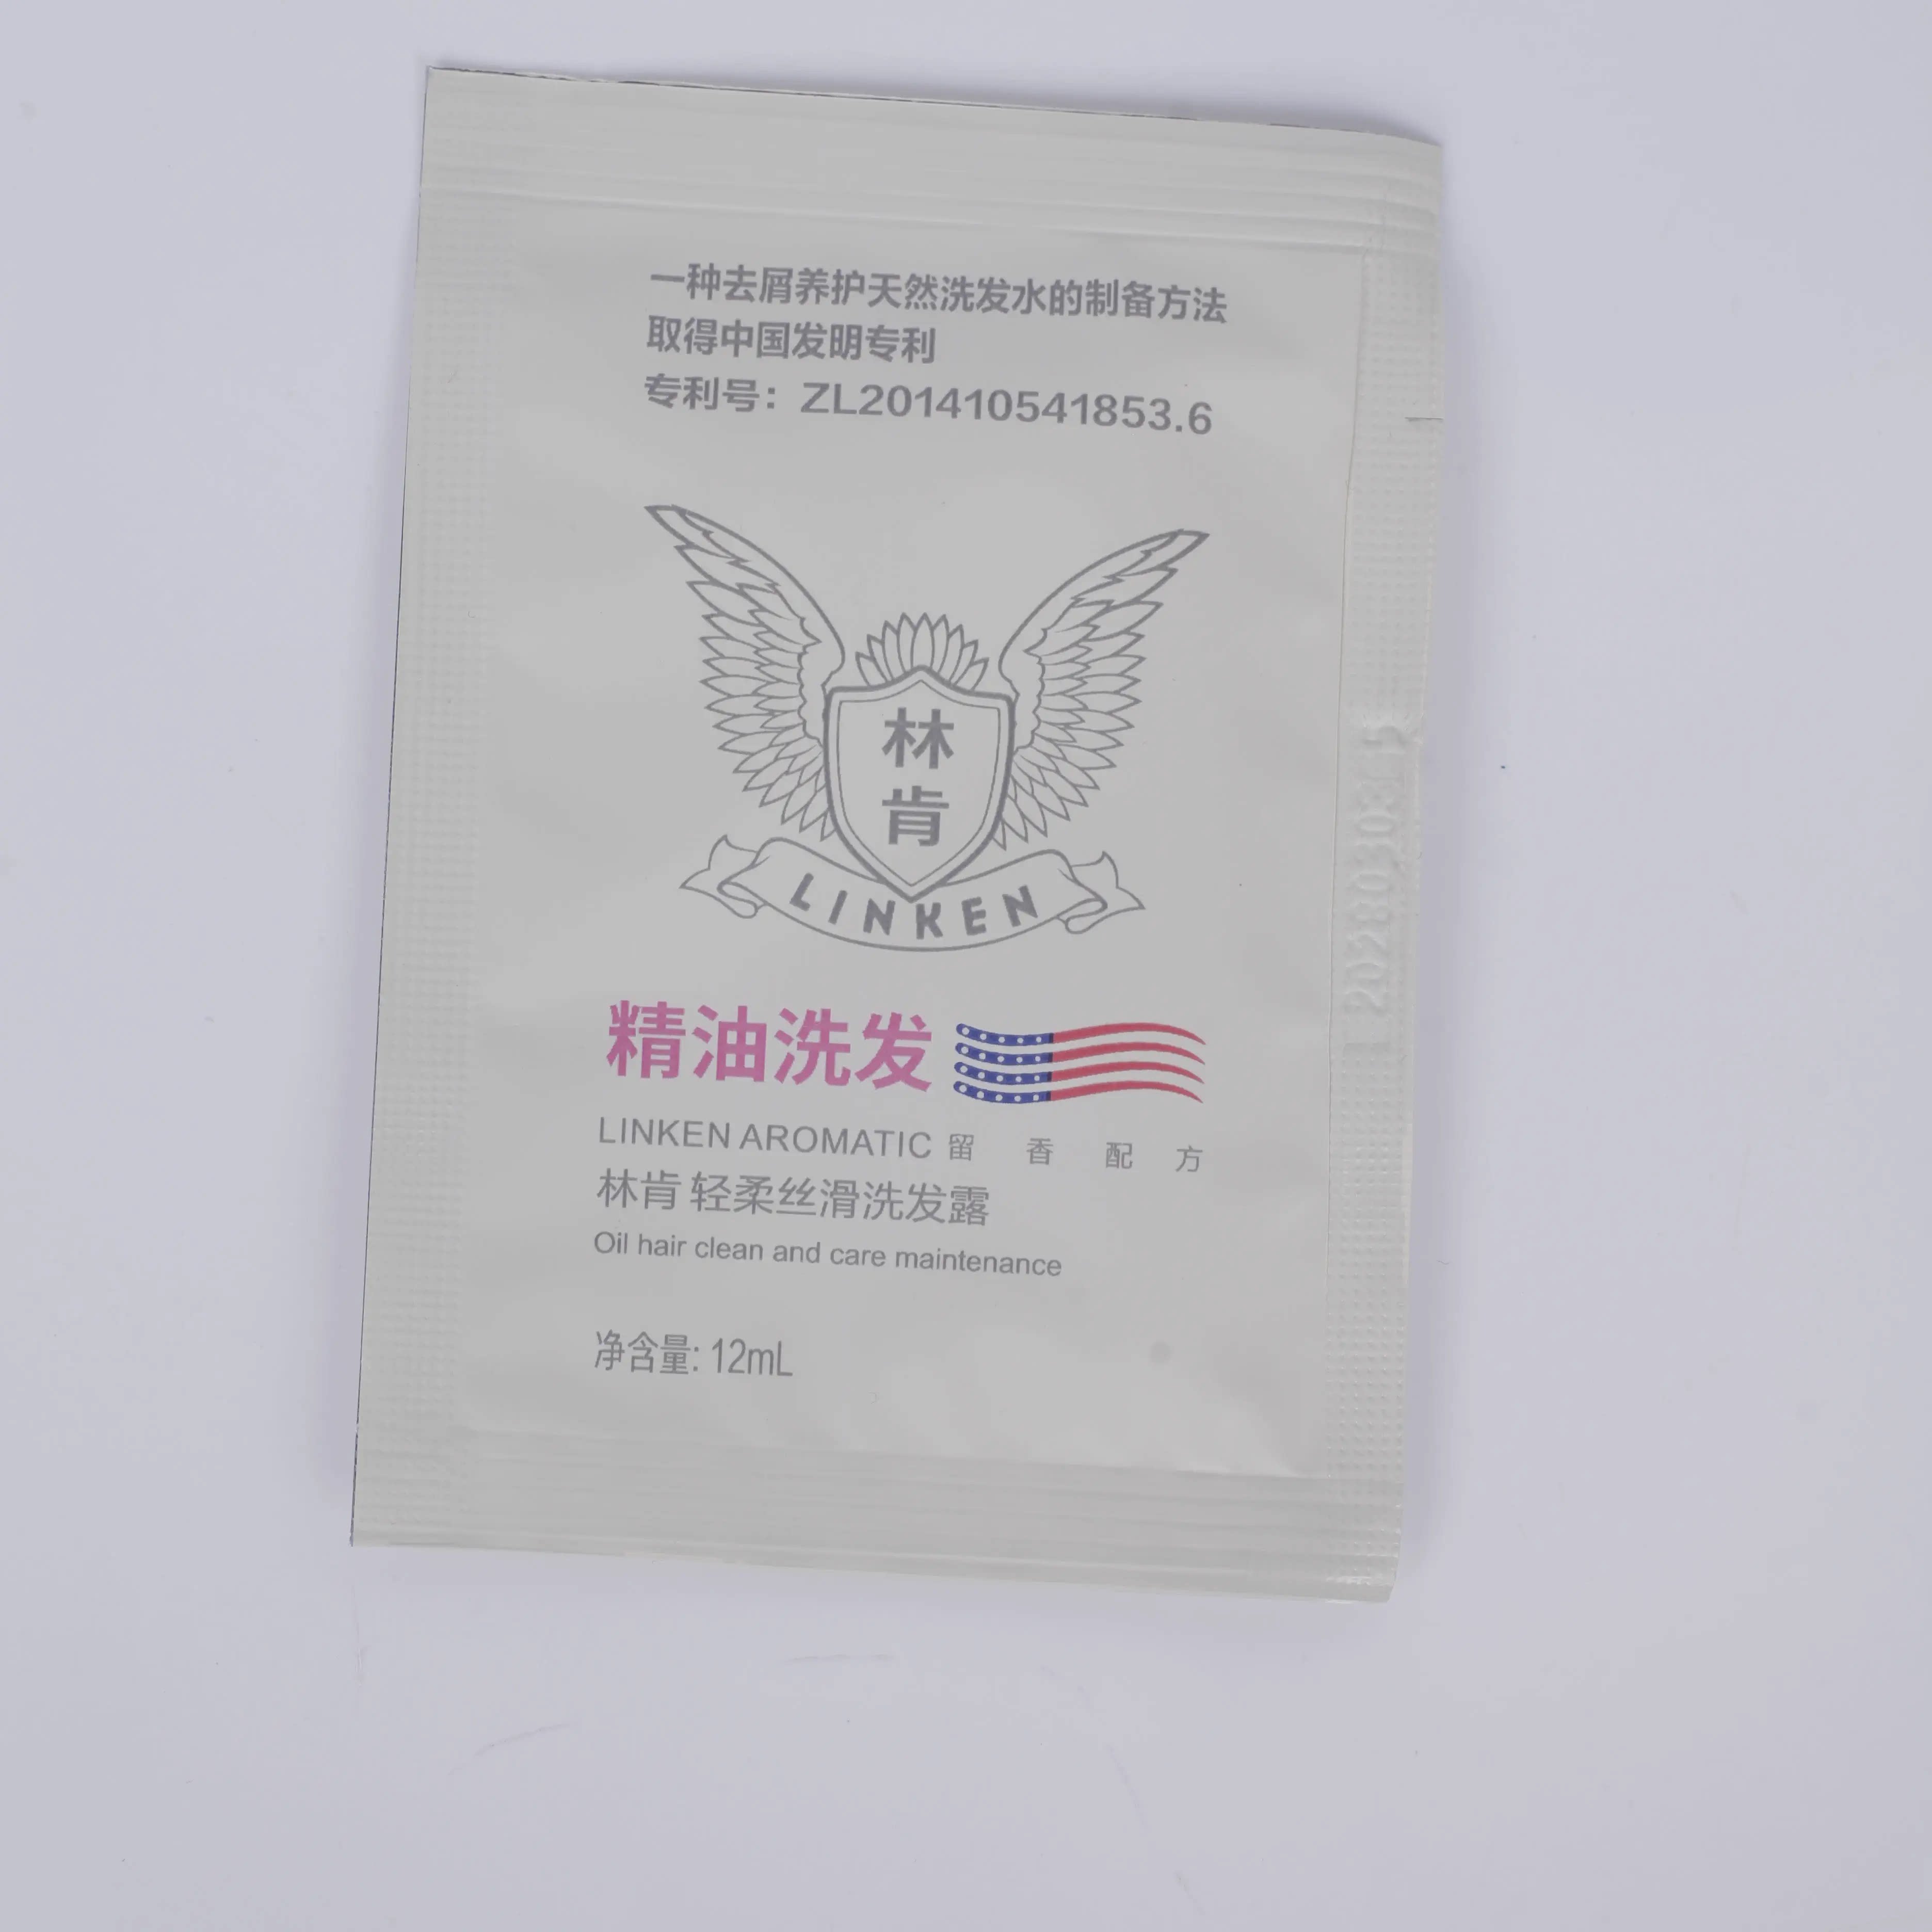 一种去屑养护天然洗发水的制备方法
取得中国发明专利
专利号：ZL201410541853.6
林
肯
LINKEN
精油洗发
LINKEN AROMATIC 留香配方
林肯 轻柔丝滑洗发露
Oil hair clean and care maintenance
净含量: 12mL
20280315